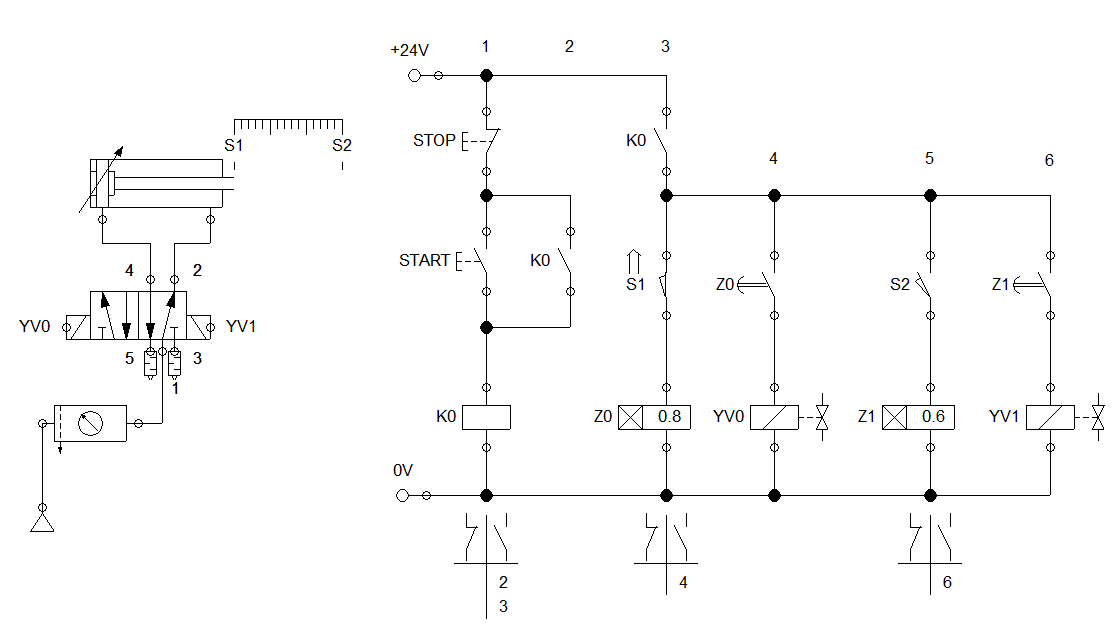 +24V 1 2 3
S1 S2 STOP K0
4 5 6
START K0
4 2 S1 Z0 S2 Z1
YV0 YV1
5 3
1
K0 Z0 0.8 YV0 Z1 0.6 YV1
0V
2 4 6
3